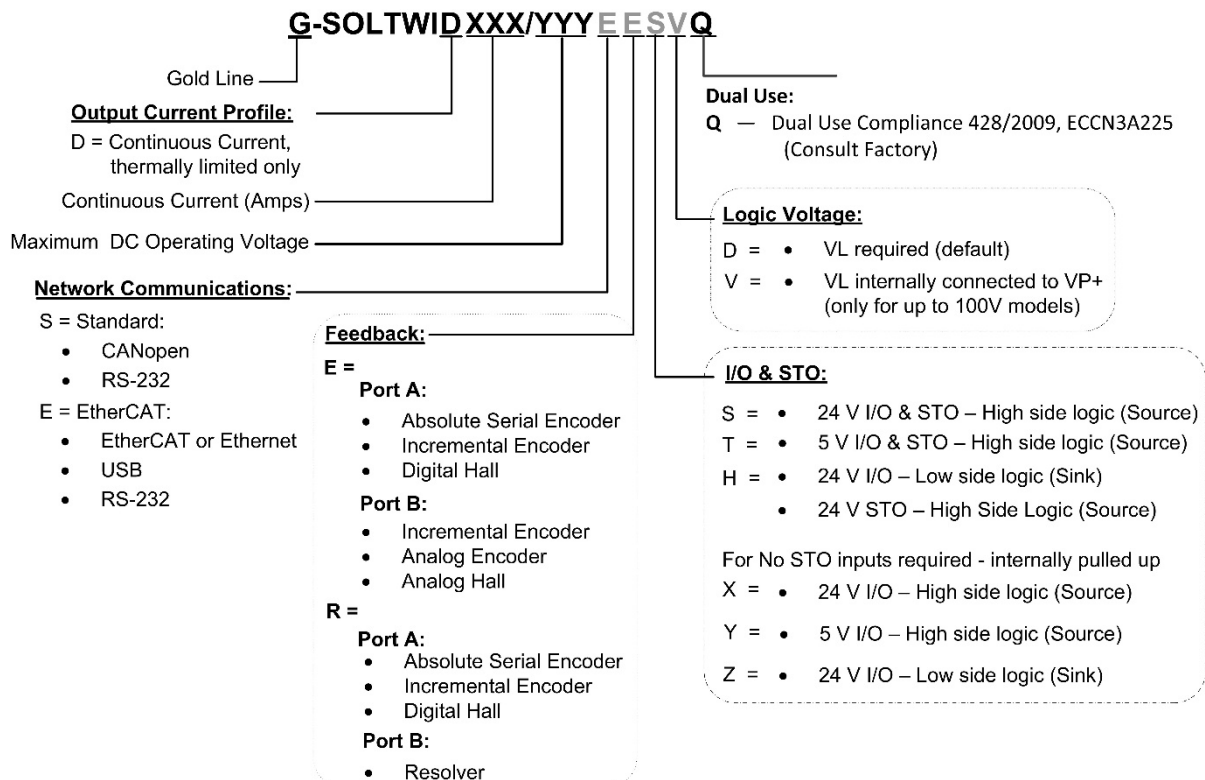 G-SOLTWIDXXX/YYYEESVQ
Gold Line
Output Current Profile:
D = Continuous Current,
thermally limited only
Continuous Current (Amps)
Maximum DC Operating Voltage
Network Communications:
S = Standard:
• CANopen
• RS-232
E = EtherCAT:
• EtherCAT or Ethernet
• USB
• RS-232
Feedback:
E =
Port A:
• Absolute Serial Encoder
• Incremental Encoder
• Digital Hall
Port B:
• Incremental Encoder
• Analog Encoder
• Analog Hall
R =
Port A:
• Absolute Serial Encoder
• Incremental Encoder
• Digital Hall
Port B:
• Resolver
Dual Use:
Q — Dual Use Compliance 428/2009, ECCN3A225
(Consult Factory)
Logic Voltage:
D = • VL required (default)
V = • VL internally connected to VP+
(only for up to 100V models)
I/O & STO:
S = • 24 V I/O & STO – High side logic (Source)
T = • 5 V I/O & STO – High side logic (Source)
H = • 24 V I/O – Low side logic (Sink)
• 24 V STO – High Side Logic (Source)
For No STO inputs required - internally pulled up
X = • 24 V I/O – High side logic (Source)
Y = • 5 V I/O – High side logic (Source)
Z = • 24 V I/O – Low side logic (Sink)